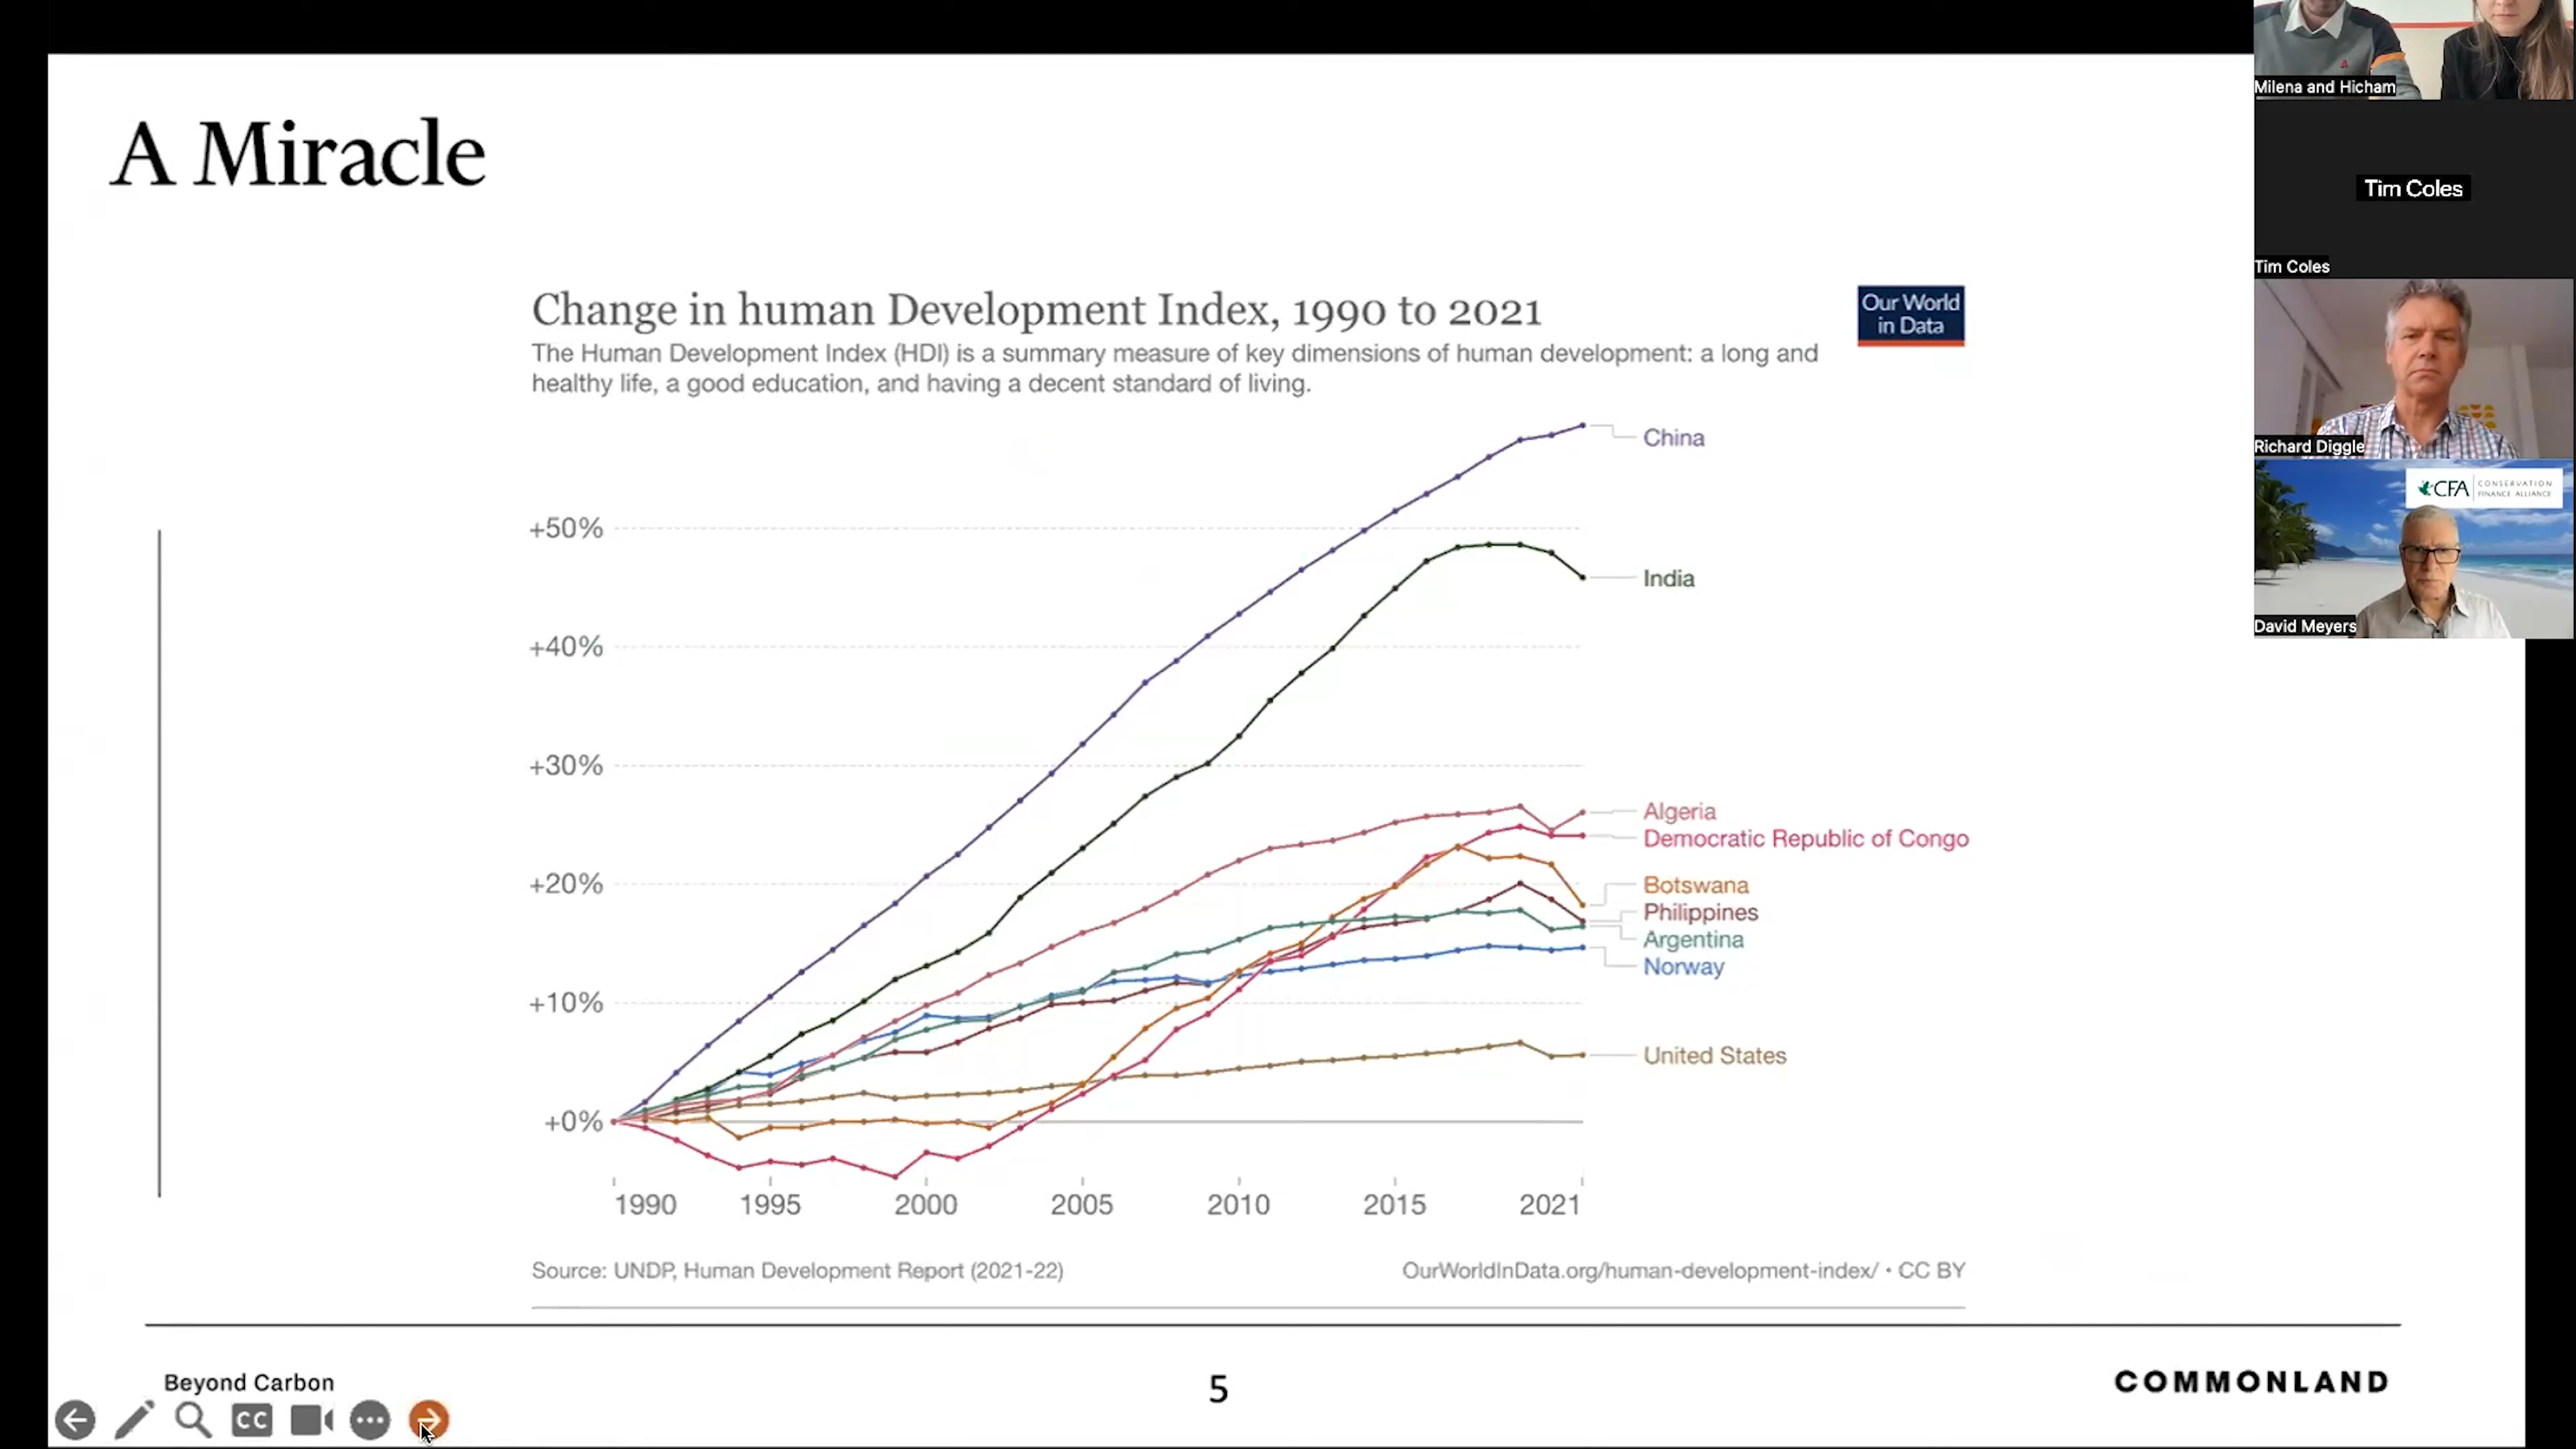 A Miracle
Change in human Development Index, 1990 to 2021
The Human Development Index (HDI) is a summary measure of key dimensions of human development: a long and
healthy life, a good education, and having a decent standard of living.
Our World
in Data
+50%
+40%
+30%
+20%
+10%
+0%
China
India
Algeria
Democratic Republic of Congo
Botswana
Philippines
Argentina
Norway
United States
1990 1995 2000 2005 2010 2015 2021
Source: UNDP, Human Development Report (2021-22)
OurWorldInData.org/human-development-index/ • CC BY
Beyond Carbon
5
COMMONLAND
CC
Milena and Hicham
Tim Coles
Tim Coles
Richard Diggle
CFA CONSERVATION
FINANCE ALLIANCE
David Meyers